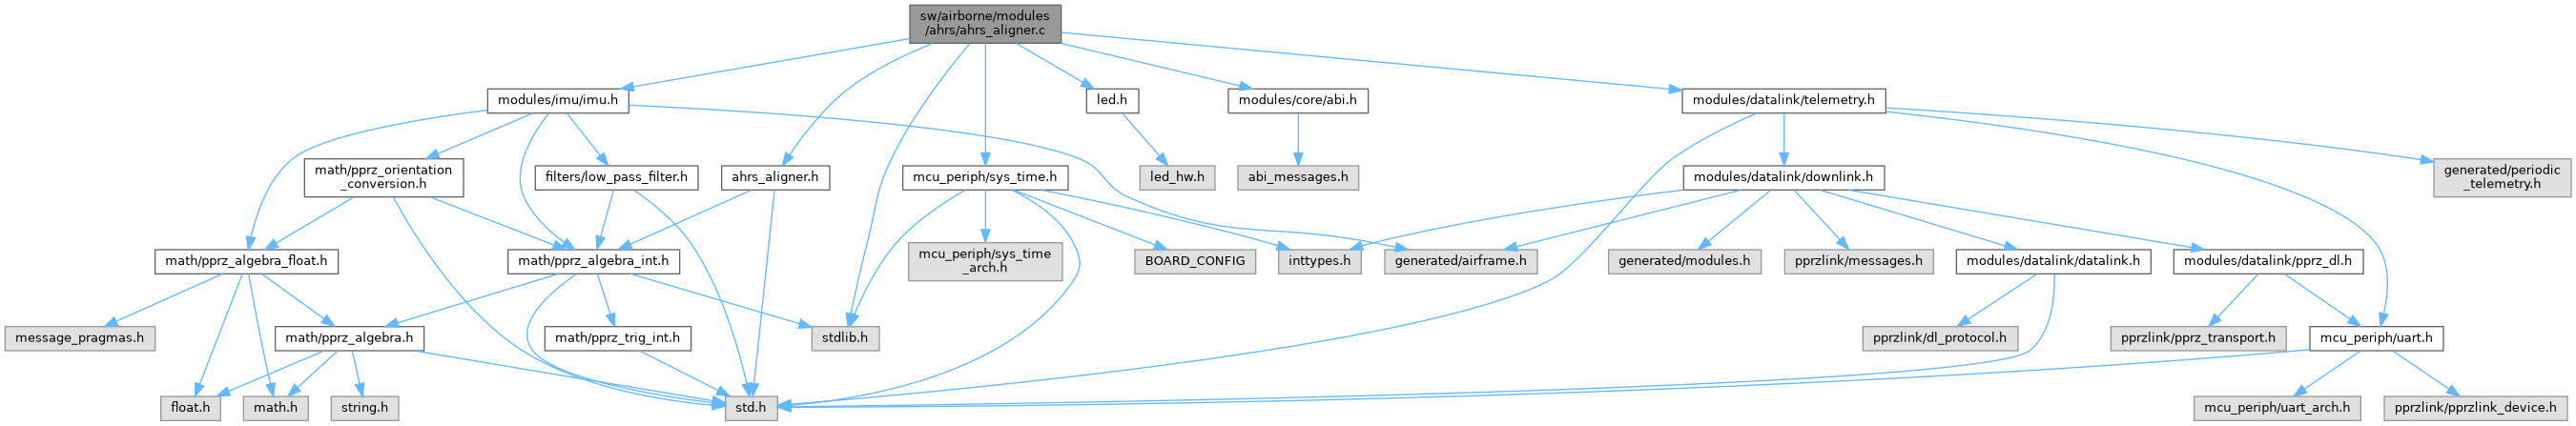 sw/airborne/modules
/ahrs/ahrs_aligner.c
modules/imu/imu.h
led.h
modules/core/abi.h
modules/datalink/telemetry.h
math/pprz_orientation
_conversion.h
filters/low_pass_filter.h
ahrs_aligner.h
mcu_periph/sys_time.h
led_hw.h
abi_messages.h
modules/datalink/downlink.h
generated/periodic
_telemetry.h
math/pprz_algebra_float.h
math/pprz_algebra_int.h
mcu_periph/sys_time
_arch.h
BOARD_CONFIG
inttypes.h
generated/airframe.h
generated/modules.h
pprzlink/messages.h
modules/datalink/datalink.h
modules/datalink/pprz_dl.h
message_pragmas.h
math/pprz_algebra.h
math/pprz_trig_int.h
stdlib.h
pprzlink/dl_protocol.h
pprzlink/pprz_transport.h
mcu_periph/uart.h
float.h
math.h
string.h
std.h
mcu_periph/uart_arch.h
pprzlink/pprzlink_device.h